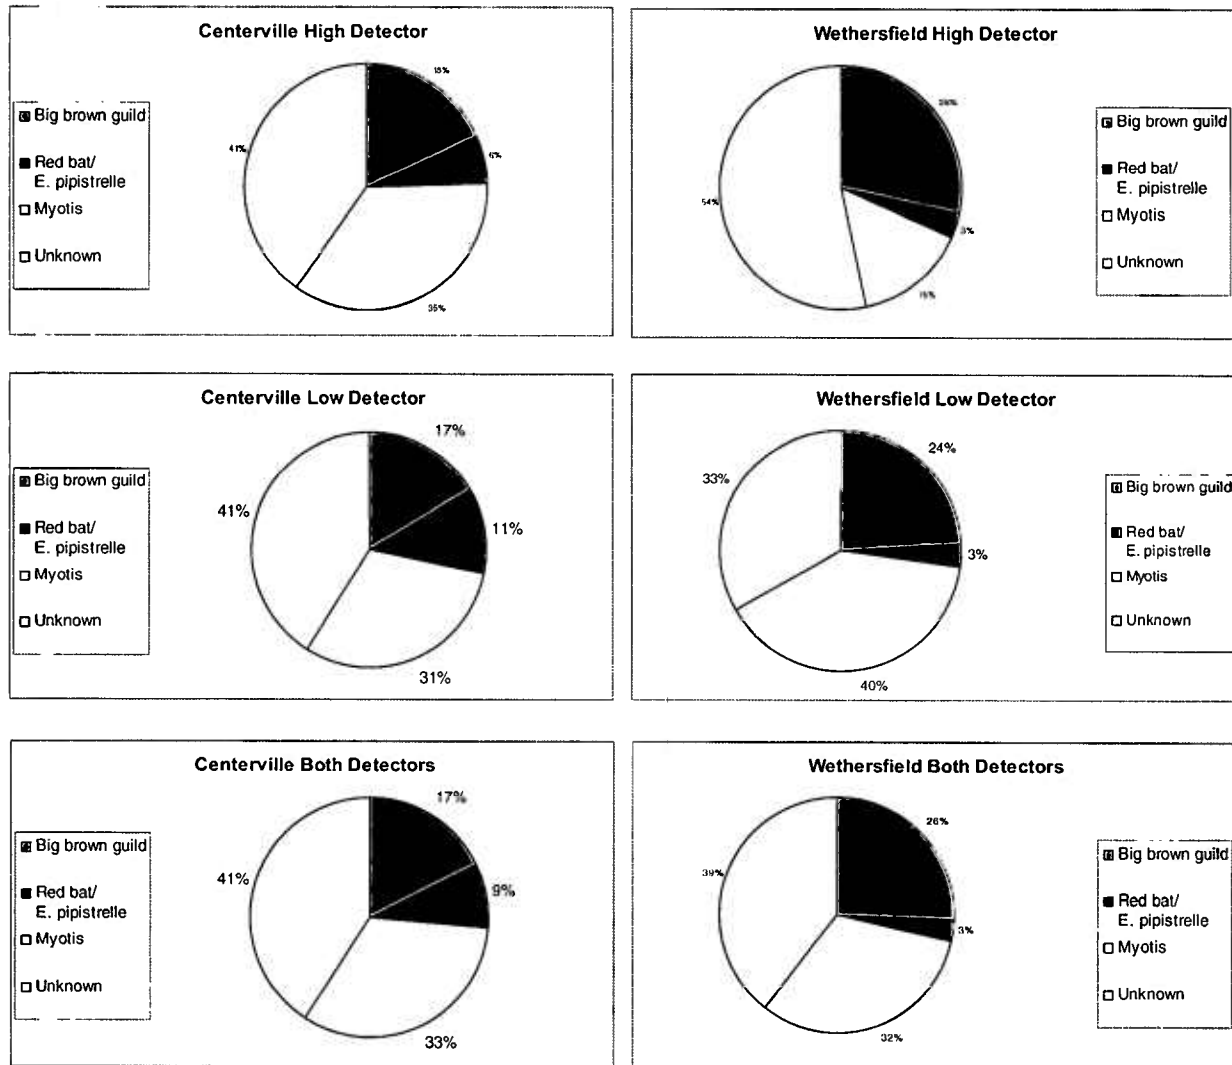 Centerville High Detector
Big brown guild
Red bat/
E. pipistrelle
Myotis
Unknown
18%
6%
35%
41%
Wethersfield High Detector
28%
3%
15%
54%
Big brown guild
Red bat/
E. pipistrelle
Myotis
Unknown
Centerville Low Detector
Big brown guild
Red bat/
E. pipistrelle
Myotis
Unknown
17%
11%
31%
41%
Wethersfield Low Detector
24%
3%
40%
33%
Big brown guild
Red bat/
E. pipistrelle
Myotis
Unknown
Centerville Both Detectors
Big brown guild
Red bat/
E. pipistrelle
Myotis
Unknown
17%
9%
33%
41%
Wethersfield Both Detectors
26%
3%
32%
39%
Big brown guild
Red bat/
E. pipistrelle
Myotis
Unknown